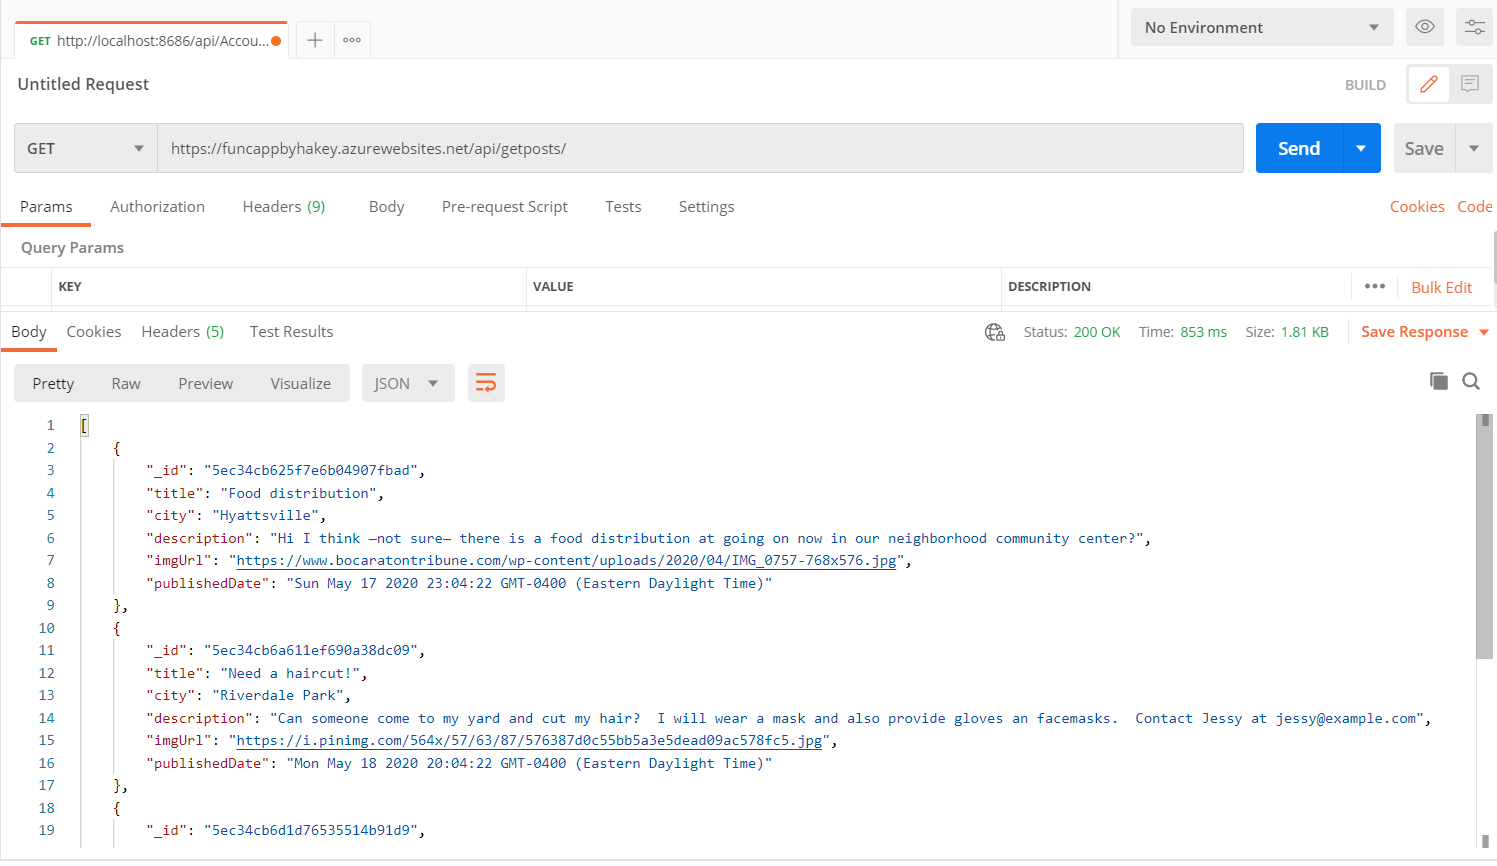 GET http://localhost:8686/api/Accou...
No Environment
Untitled Request
BUILD
GET
https://funcappbyhakey.azurewebsites.net/api/getposts/
Send
Save
Params Authorization Headers (9) Body Pre-request Script Tests Settings Cookies Code
Query Params
KEY VALUE DESCRIPTION Bulk Edit
Body Cookies Headers (5) Test Results Status: 200 OK Time: 853 ms Size: 1.81 KB Save Response
Pretty Raw Preview Visualize JSON
1 [
2 {
3 "_id": "5ec34cb625f7e6b04907fbad",
4 "title": "Food distribution",
5 "city": "Hyattsville",
6 "description": "Hi I think —not sure— there is a food distribution at going on now in our neighborhood community center?",
7 "imgUrl": "https://www.bocaratontribune.com/wp-content/uploads/2020/04/IMG_0757-768x576.jpg",
8 "publishedDate": "Sun May 17 2020 23:04:22 GMT-0400 (Eastern Daylight Time)"
9 },
10 {
11 "_id": "5ec34cb6a611ef690a38dc09",
12 "title": "Need a haircut!",
13 "city": "Riverdale Park",
14 "description": "Can someone come to my yard and cut my hair?  I will wear a mask and also provide gloves an facemasks.  Contact Jessy at jessy@example.com",
15 "imgUrl": "https://i.pinimg.com/564x/57/63/87/576387d0c55bb5a3e5dead09ac578fc5.jpg",
16 "publishedDate": "Mon May 18 2020 20:04:22 GMT-0400 (Eastern Daylight Time)"
17 },
18 {
19 "_id": "5ec34cb6d1d76535514b91d9",